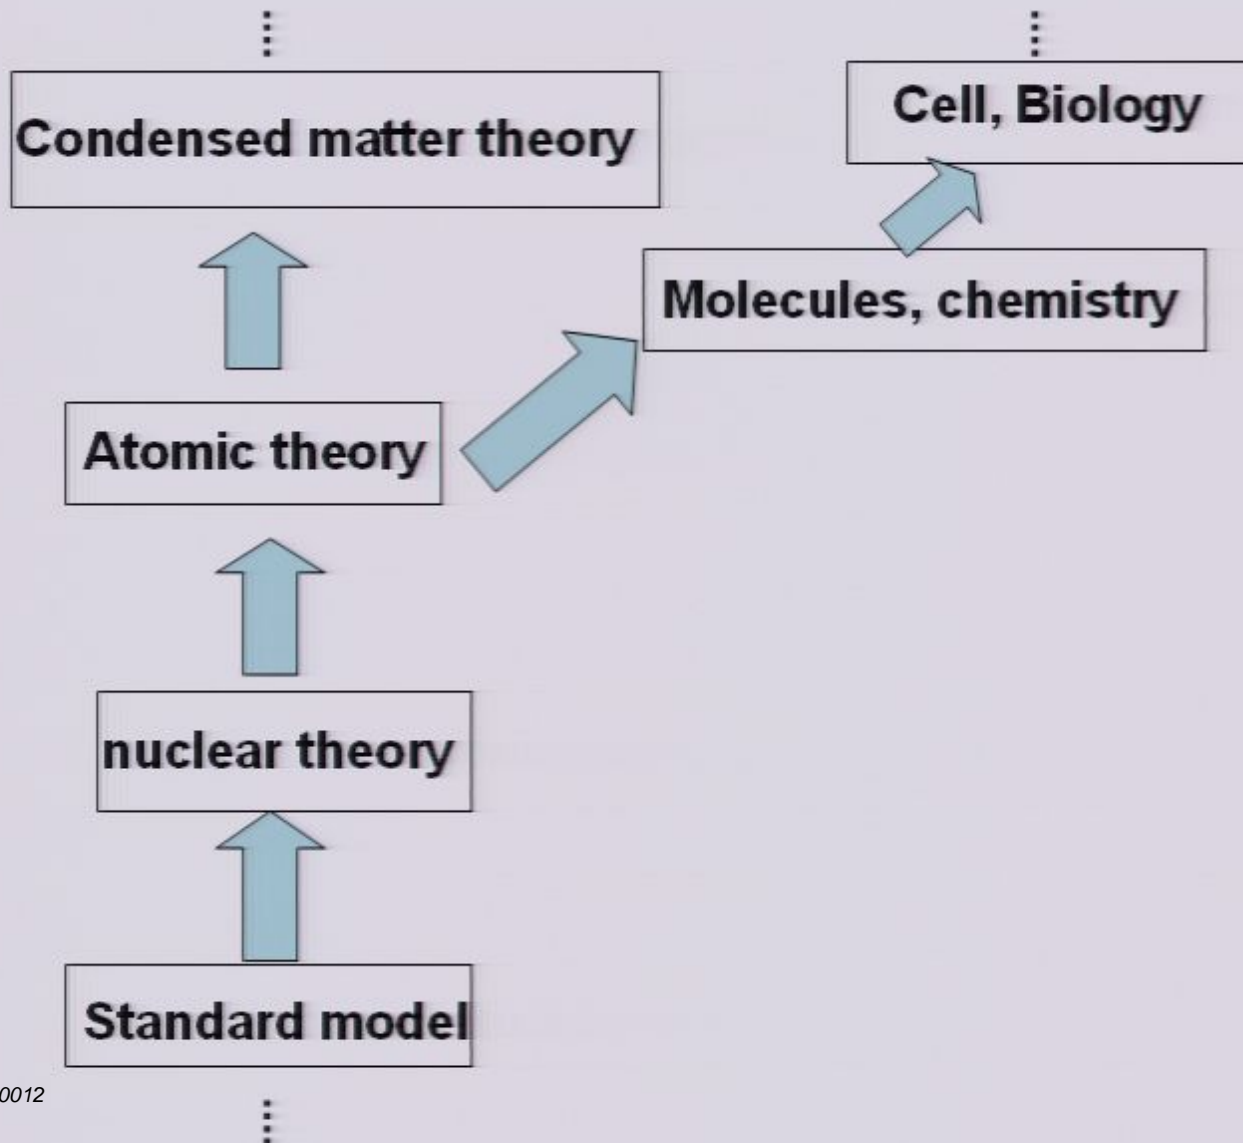 Cell, Biology
Condensed matter theory
Molecules, chemistry
Atomic theory
nuclear theory
Standard model
0012